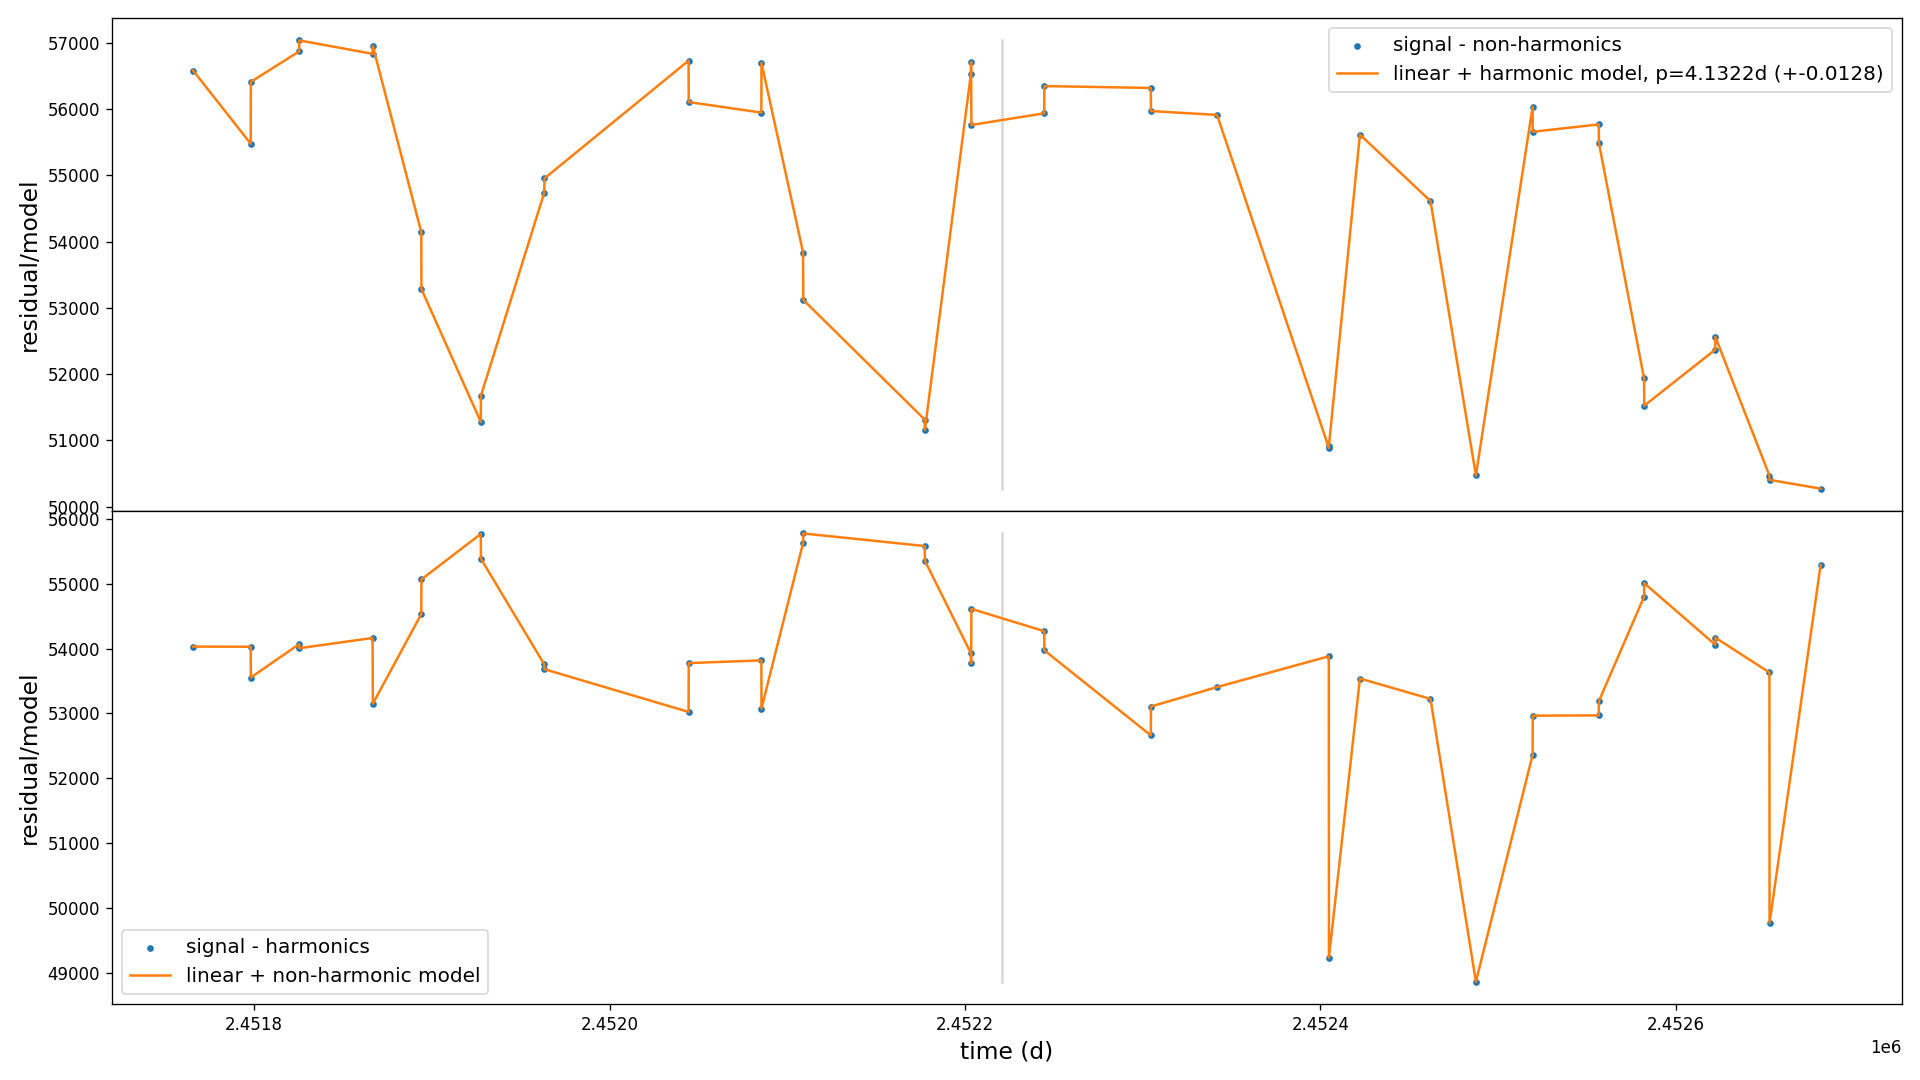 57000
56000
55000
54000
53000
52000
51000
50000
residual/model
signal - non-harmonics
linear + harmonic model, p=4.1322d (+-0.0128)
56000
55000
54000
53000
52000
51000
50000
49000
residual/model
signal - harmonics
linear + non-harmonic model
2.4518 2.4520 2.4522 2.4524 2.4526
1e6
time (d)